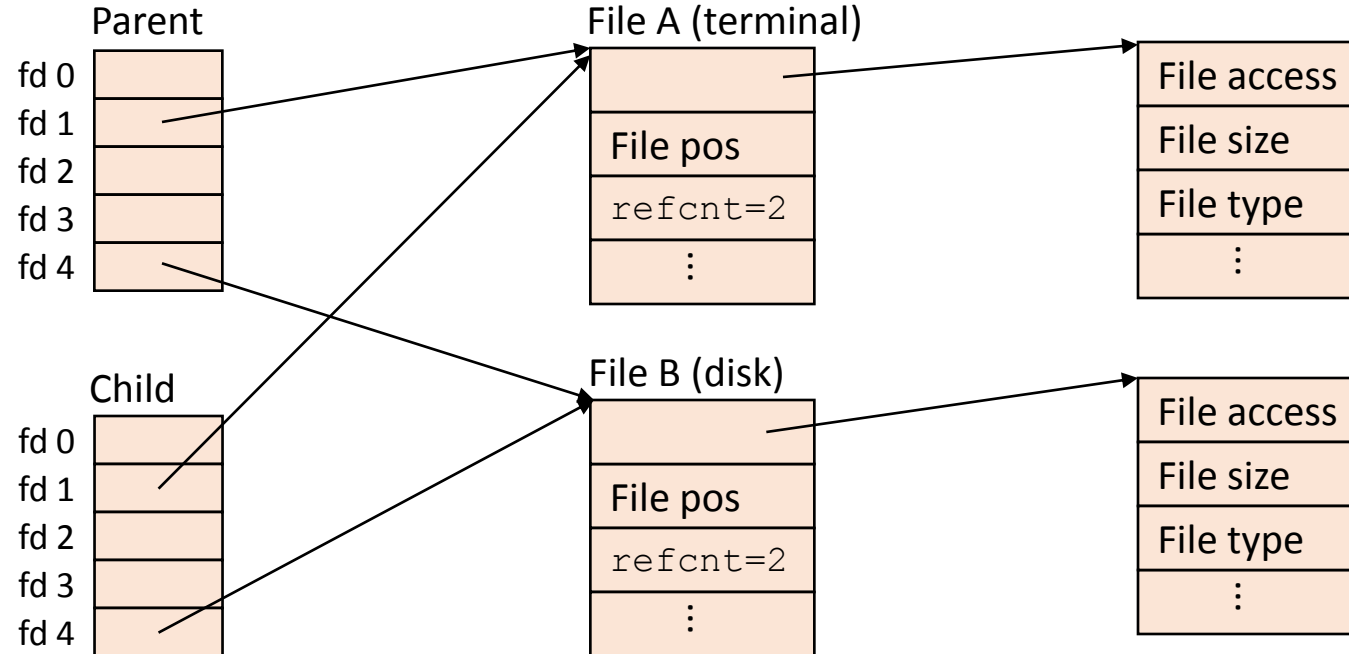 Parent
fd 0
fd 1
fd 2
fd 3
fd 4
File A (terminal)
File pos
refcnt=2
⋮
File access
File size
File type
⋮
Child
fd 0
fd 1
fd 2
fd 3
fd 4
File B (disk)
File pos
refcnt=2
⋮
File access
File size
File type
⋮